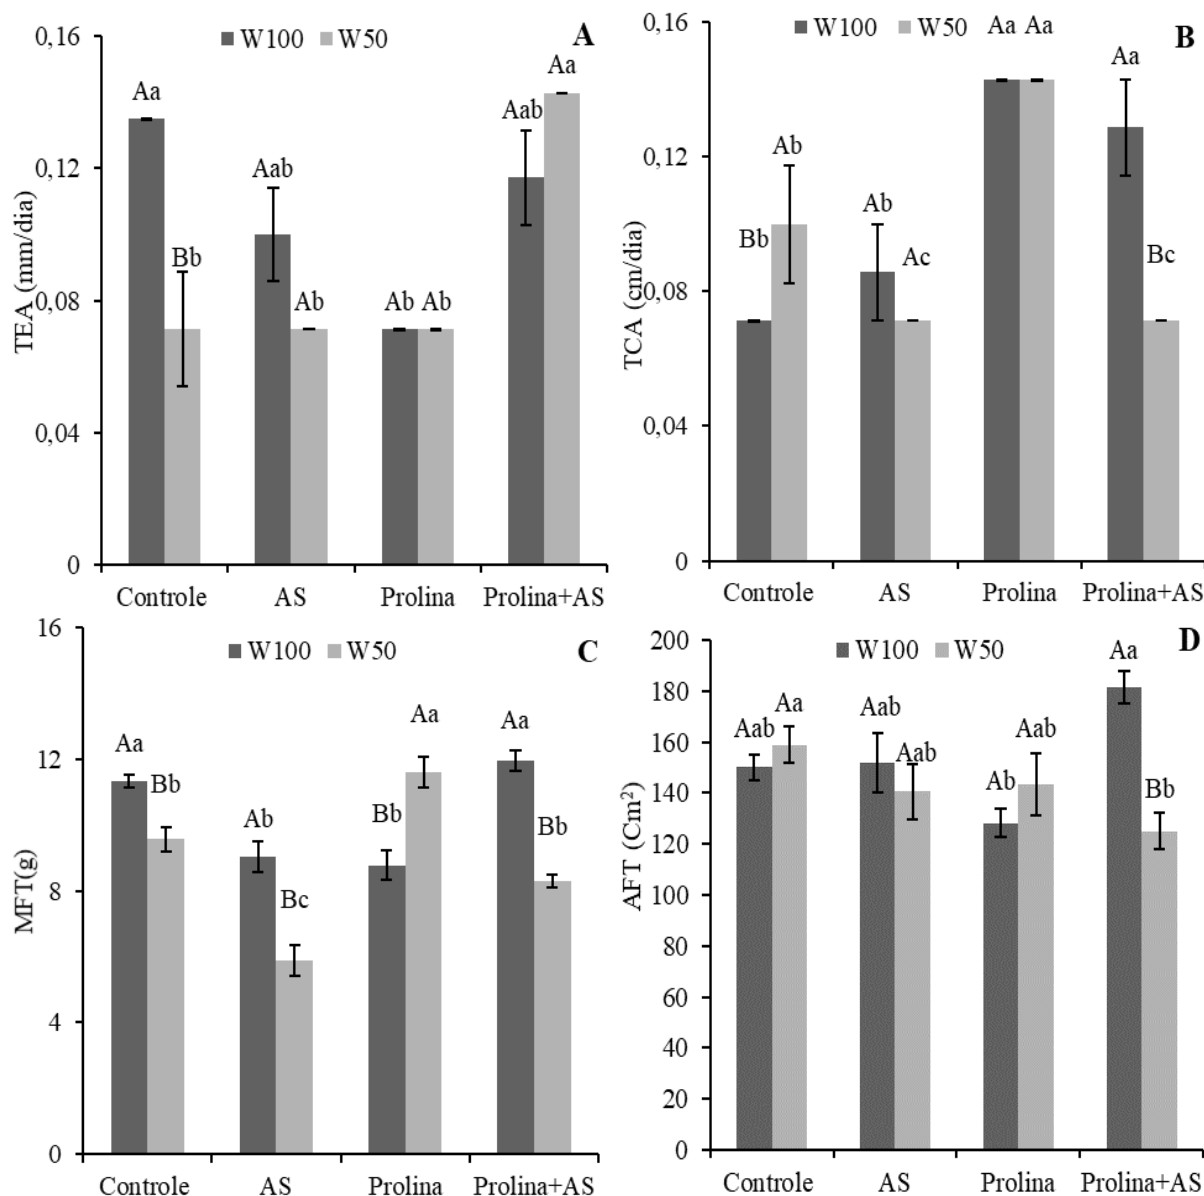 0,16
W100 W50
A
Aa
Aa
Aab
0,12
Aab
Bb
TEA (mm/dia)
0,08
Ab
Ab Ab
0,04
0
Controle AS Prolina Prolina+AS
0,16
W100 W50
Aa Aa
B
Aa
Ab
0,12
Ab
Bb
Ac
Bc
TCA (cm/dia)
0,08
0,04
0
Controle AS Prolina Prolina+AS
16
W100 W50
C
Aa
Aa
Aa
12
Bb
Ab
Bb
Bb
8
Bc
MFT(g)
4
0
Controle AS Prolina Prolina+AS
200
W100 W50
D
Aa
180
Aab
Aa
Aab
Aab
160
Aab
Ab
Bb
140
120
AFT (Cm²)
100
80
60
40
20
0
Controle AS Prolina Prolina+AS